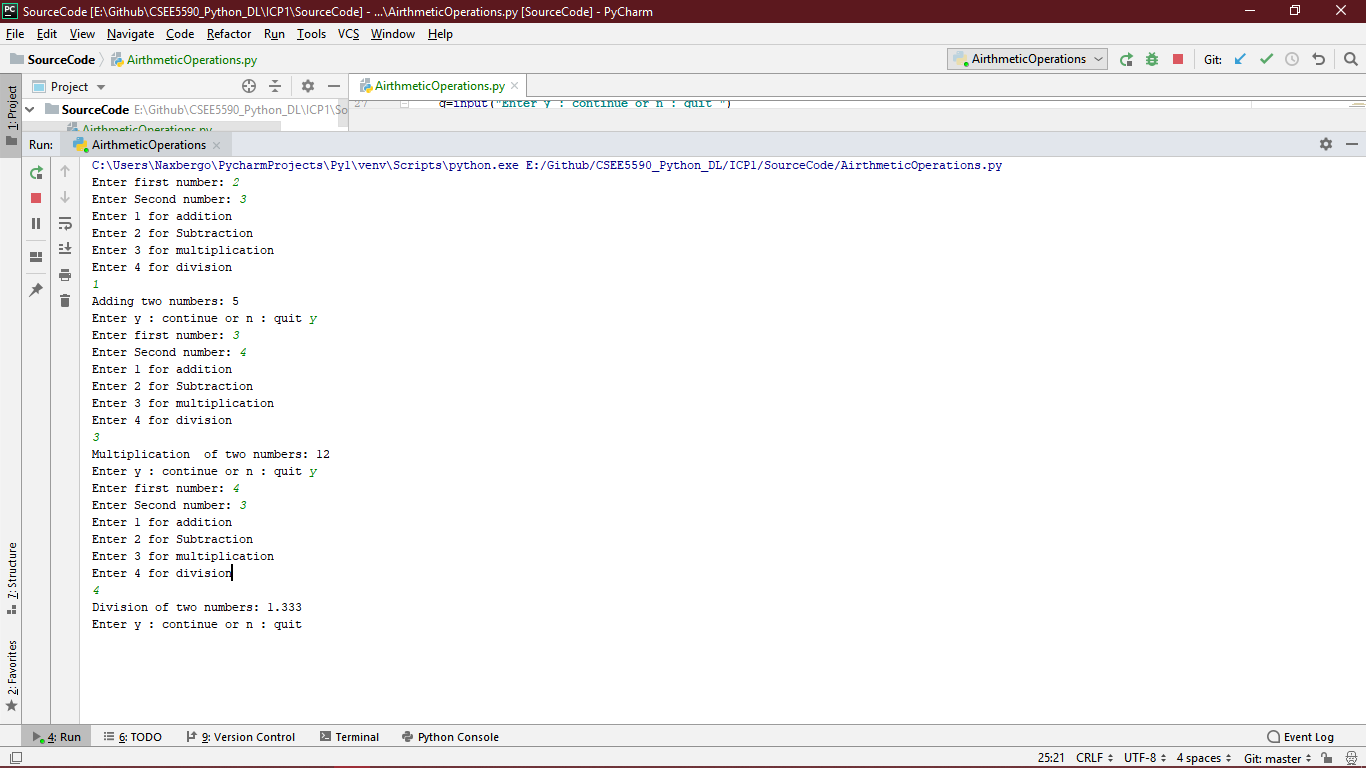 SourceCode [E:\Github\CSEE5590_Python_DL\ICP1\SourceCode] - ...\AirthmeticOperations.py [SourceCode] - PyCharm
File Edit View Navigate Code Refactor Run Tools VCS Window Help
SourceCode AirthmeticOperations.py AirthmeticOperations Git:
1: Project
Project AirthmeticOperations.py
SourceCode E:\Github\CSEE5590_Python_DL\ICP1\So
27 q=input("Enter y : continue or n : quit ")
AirthmeticOperations.py
Run: AirthmeticOperations
C:\Users\Naxbergo\PycharmProjects\Py1\venv\Scripts\python.exe E:/Github/CSEE5590_Python_DL/ICP1/SourceCode/AirthmeticOperations.py
Enter first number: 2
Enter Second number: 3
Enter 1 for addition
Enter 2 for Subtraction
Enter 3 for multiplication
Enter 4 for division
1
Adding two numbers: 5
Enter y : continue or n : quit y
Enter first number: 3
Enter Second number: 4
Enter 1 for addition
Enter 2 for Subtraction
Enter 3 for multiplication
Enter 4 for division
3
Multiplication  of two numbers: 12
Enter y : continue or n : quit y
Enter first number: 4
Enter Second number: 3
Enter 1 for addition
Enter 2 for Subtraction
Enter 3 for multiplication
Enter 4 for division
4
Division of two numbers: 1.333
Enter y : continue or n : quit
7: Structure
2: Favorites
4: Run 6: TODO 9: Version Control Terminal Python Console Event Log
25:21 CRLF UTF-8 4 spaces Git: master